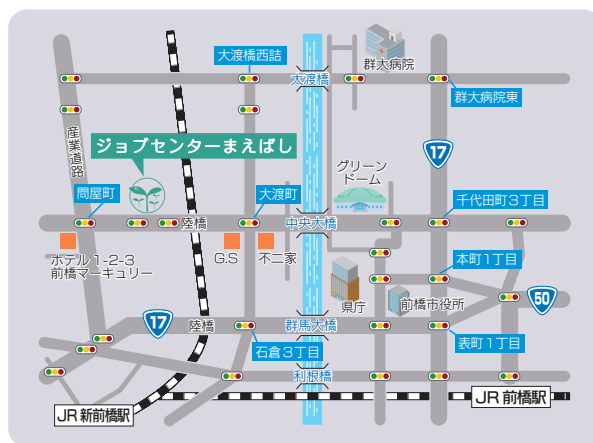 大渡橋西詰
群大病院
大渡橋
群大病院東
産業道路
ジョブセンターまえばし
17
グリーン
ドーム
問屋町
大渡町
千代田町3丁目
陸橋
中央大橋
ホテル1-2-3
前橋マーキュリー
G.S
不二家
本町1丁目
県庁
前橋市役所
50
17
陸橋
群馬大橋
石倉3丁目
表町1丁目
利根橋
JR 新前橋駅
JR 前橋駅